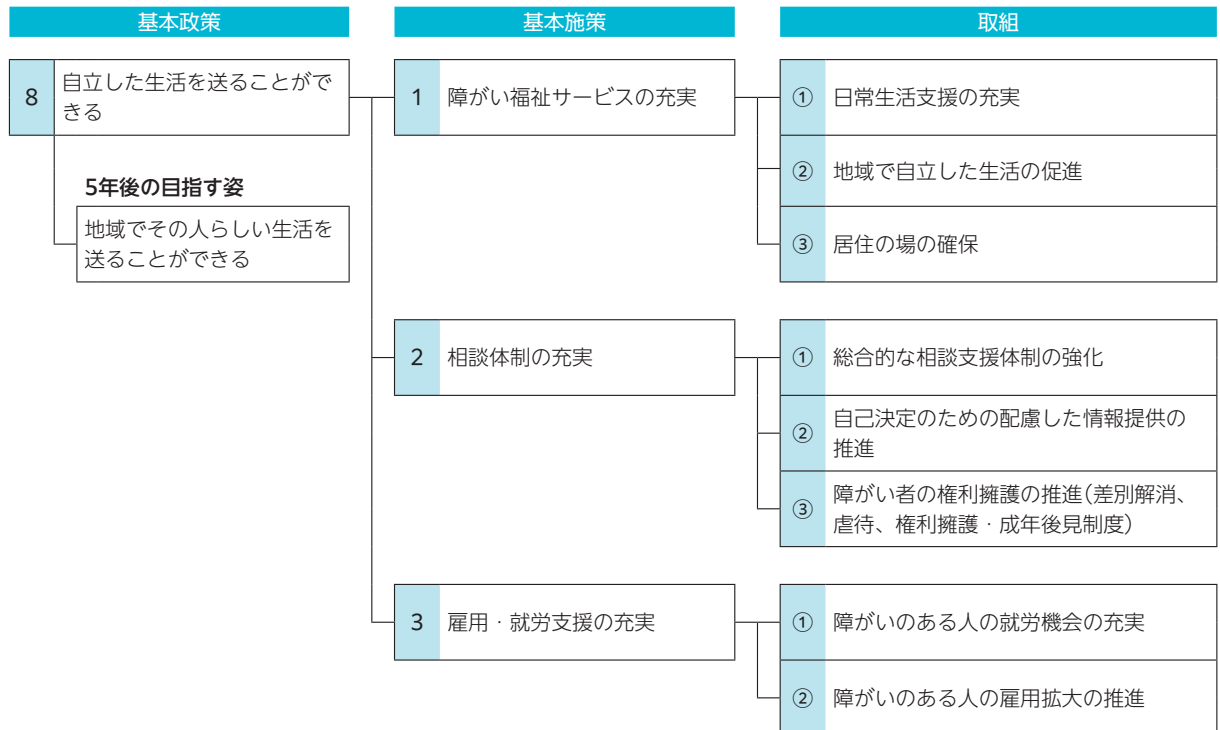 基本政策
基本施策
取組
8
自立した生活を送ることがで
きる
5年後の目指す姿
地域でその人らしい生活を
送ることができる
1
障がい福祉サービスの充実
①
日常生活支援の充実
②
地域で自立した生活の促進
③
居住の場の確保
2
相談体制の充実
①
総合的な相談支援体制の強化
②
自己決定のための配慮した情報提供の
推進
③
障がい者の権利擁護の推進(差別解消、
虐待、権利擁護・成年後見制度)
3
雇用・就労支援の充実
①
障がいのある人の就労機会の充実
②
障がいのある人の雇用拡大の推進